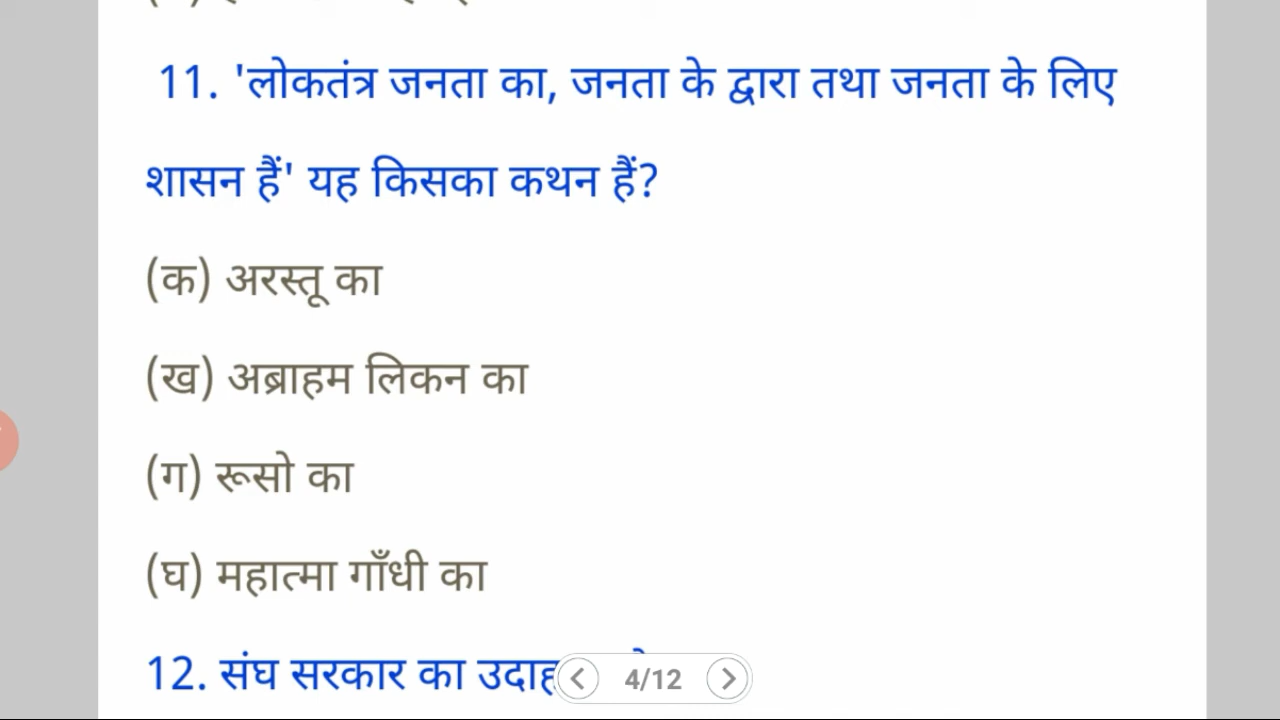 11. 'लोकतंत्र जनता का, जनता के द्वारा तथा जनता के लिए
शासन हैं' यह किसका कथन हैं?
(क) अरस्तू का
(ख) अब्राहम लिकन का
(ग) रूसो का
(घ) महात्मा गाँधी का
12. संघ सरकार का
4/12